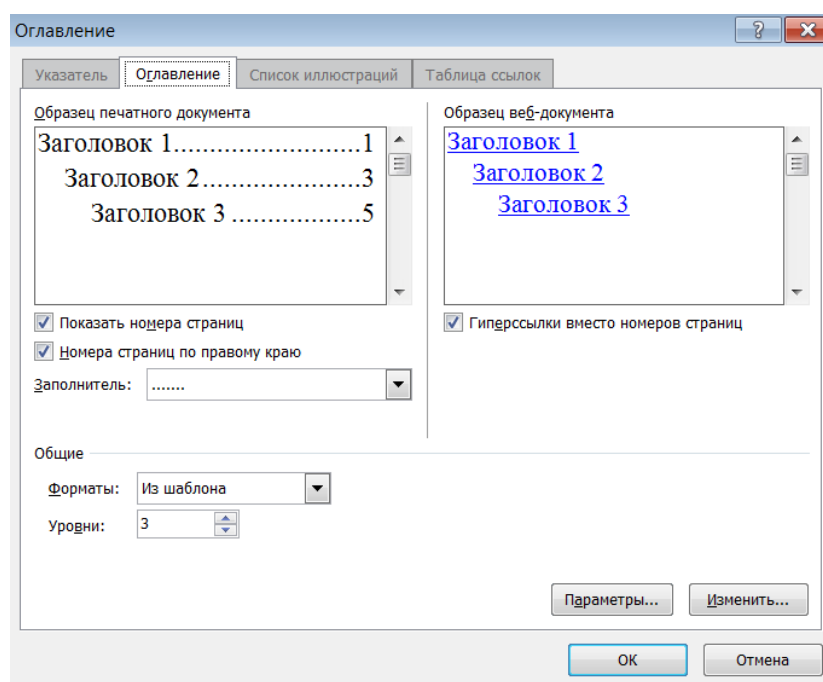 Оглавление
Указатель Оглавление Список иллюстраций Таблица ссылок
Образец печатного документа
Заголовок 1.........................1
Заголовок 2......................3
Заголовок 3 ..................5
Показать номера страниц
Номера страниц по правому краю
Заполнитель: .......
Образец веб-документа
Заголовок 1
Заголовок 2
Заголовок 3
Гиперссылки вместо номеров страниц
Общие
Форматы: Из шаблона
Уровни: 3
Параметры... Изменить...
ОК Отмена